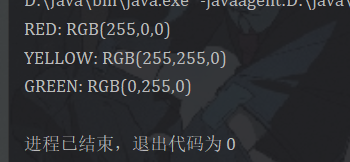 D:\java\bin\java.exe "-javaagent:D:\java\
RED: RGB(255,0,0)
YELLOW: RGB(255,255,0)
GREEN: RGB(0,255,0)
进程已结束，退出代码为 0